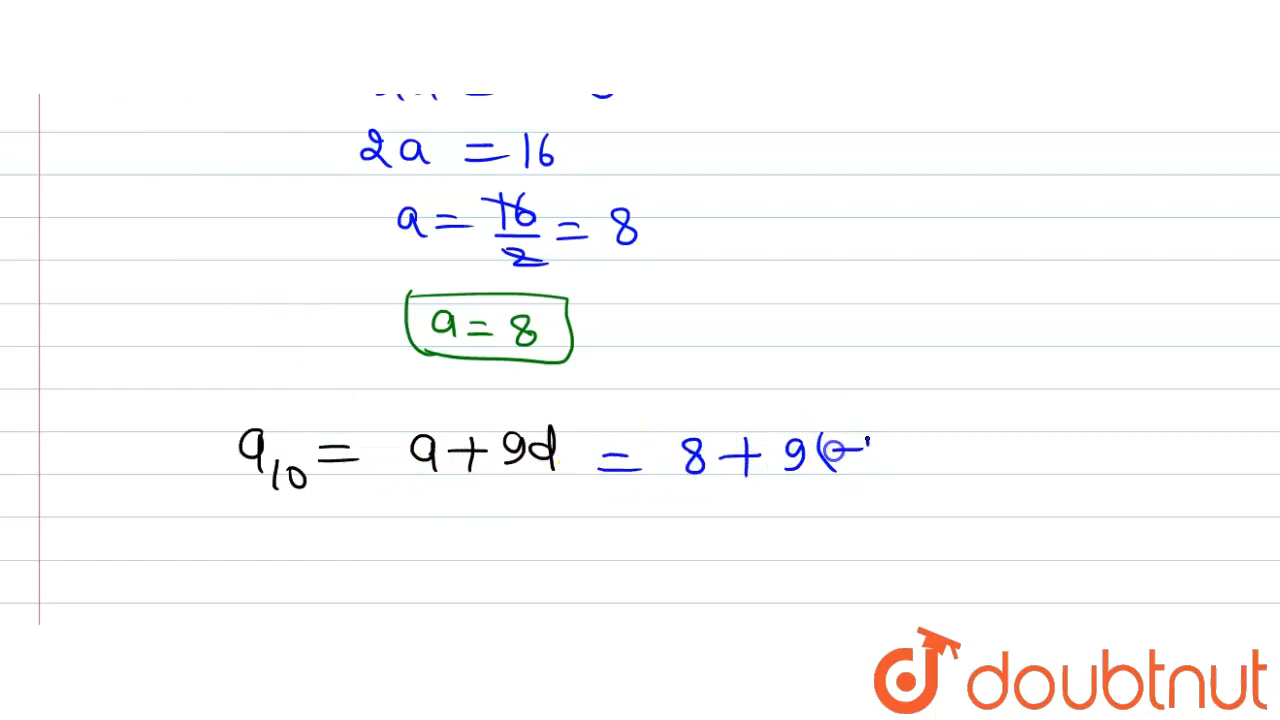 2a = 16
a = 16/2 = 8
a = 8
a₁₀ = a + 9d = 8 + 9(
doubtnut